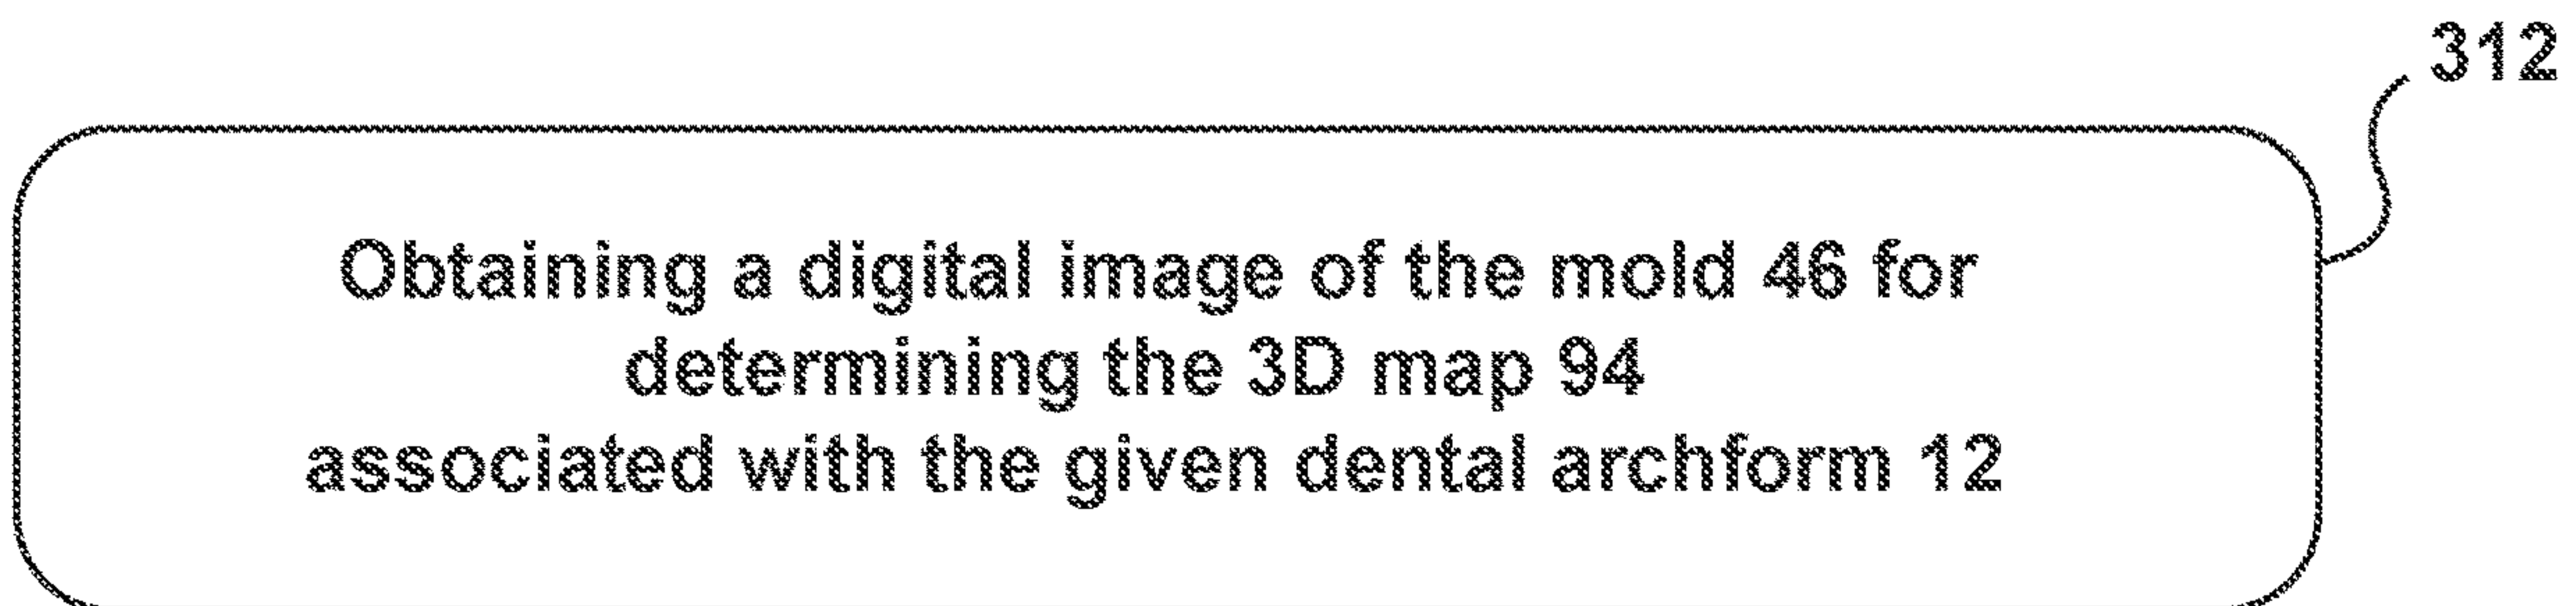 312
Obtaining a digital image of the mold 46 for
determining the 3D map 94
associated with the given dental archform 12